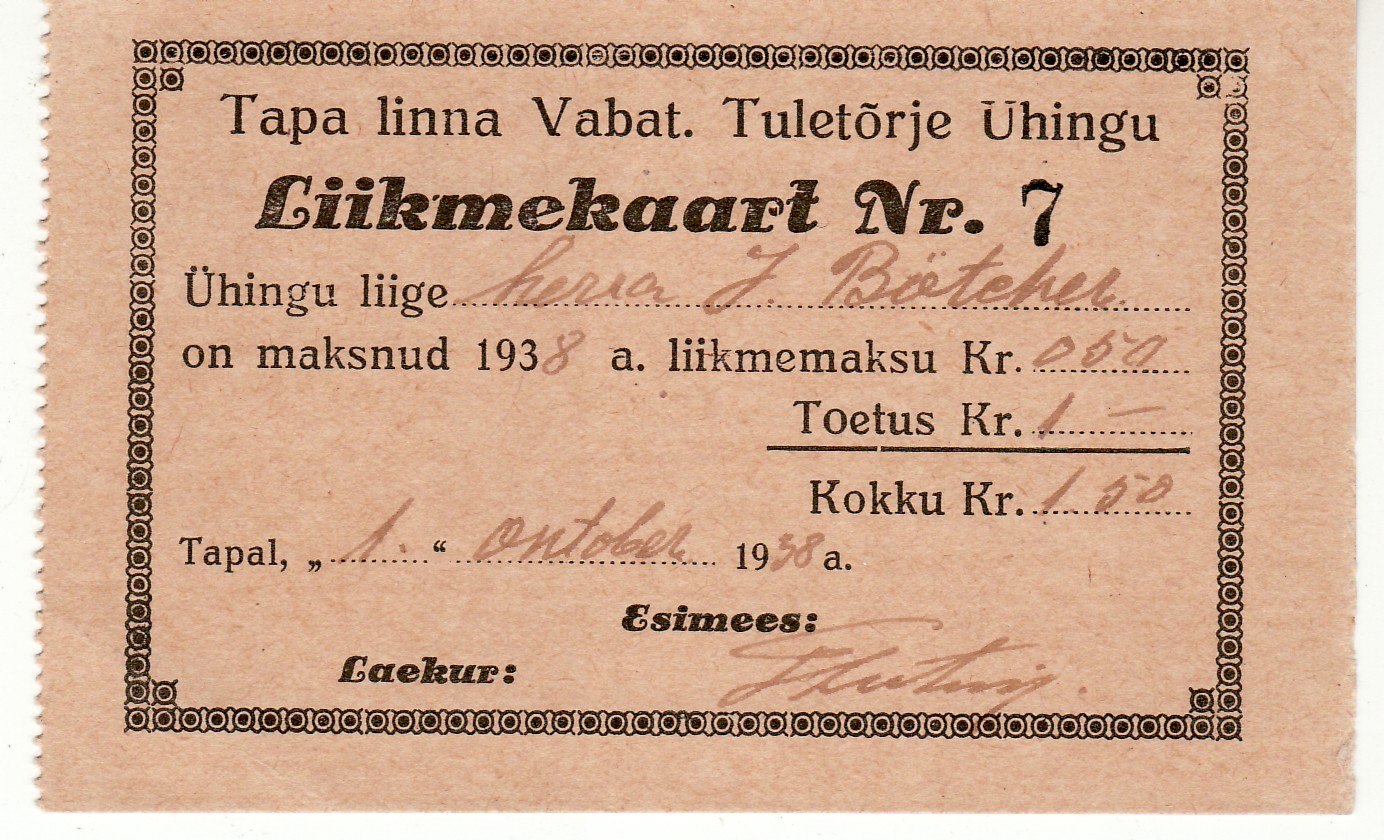 Tapa linna Vabat. Tuletõrje Ühingu
Liikmekaart Nr. 7
Ühingu liige herra J. Bötcher
on maksnud 1938 a. liikmemaksu Kr. 0 50
Toetus Kr. 1 —
Kokku Kr. 1 50
Tapal, „ 1. “ oktober 1938 a.
Esimees:
Laekur: